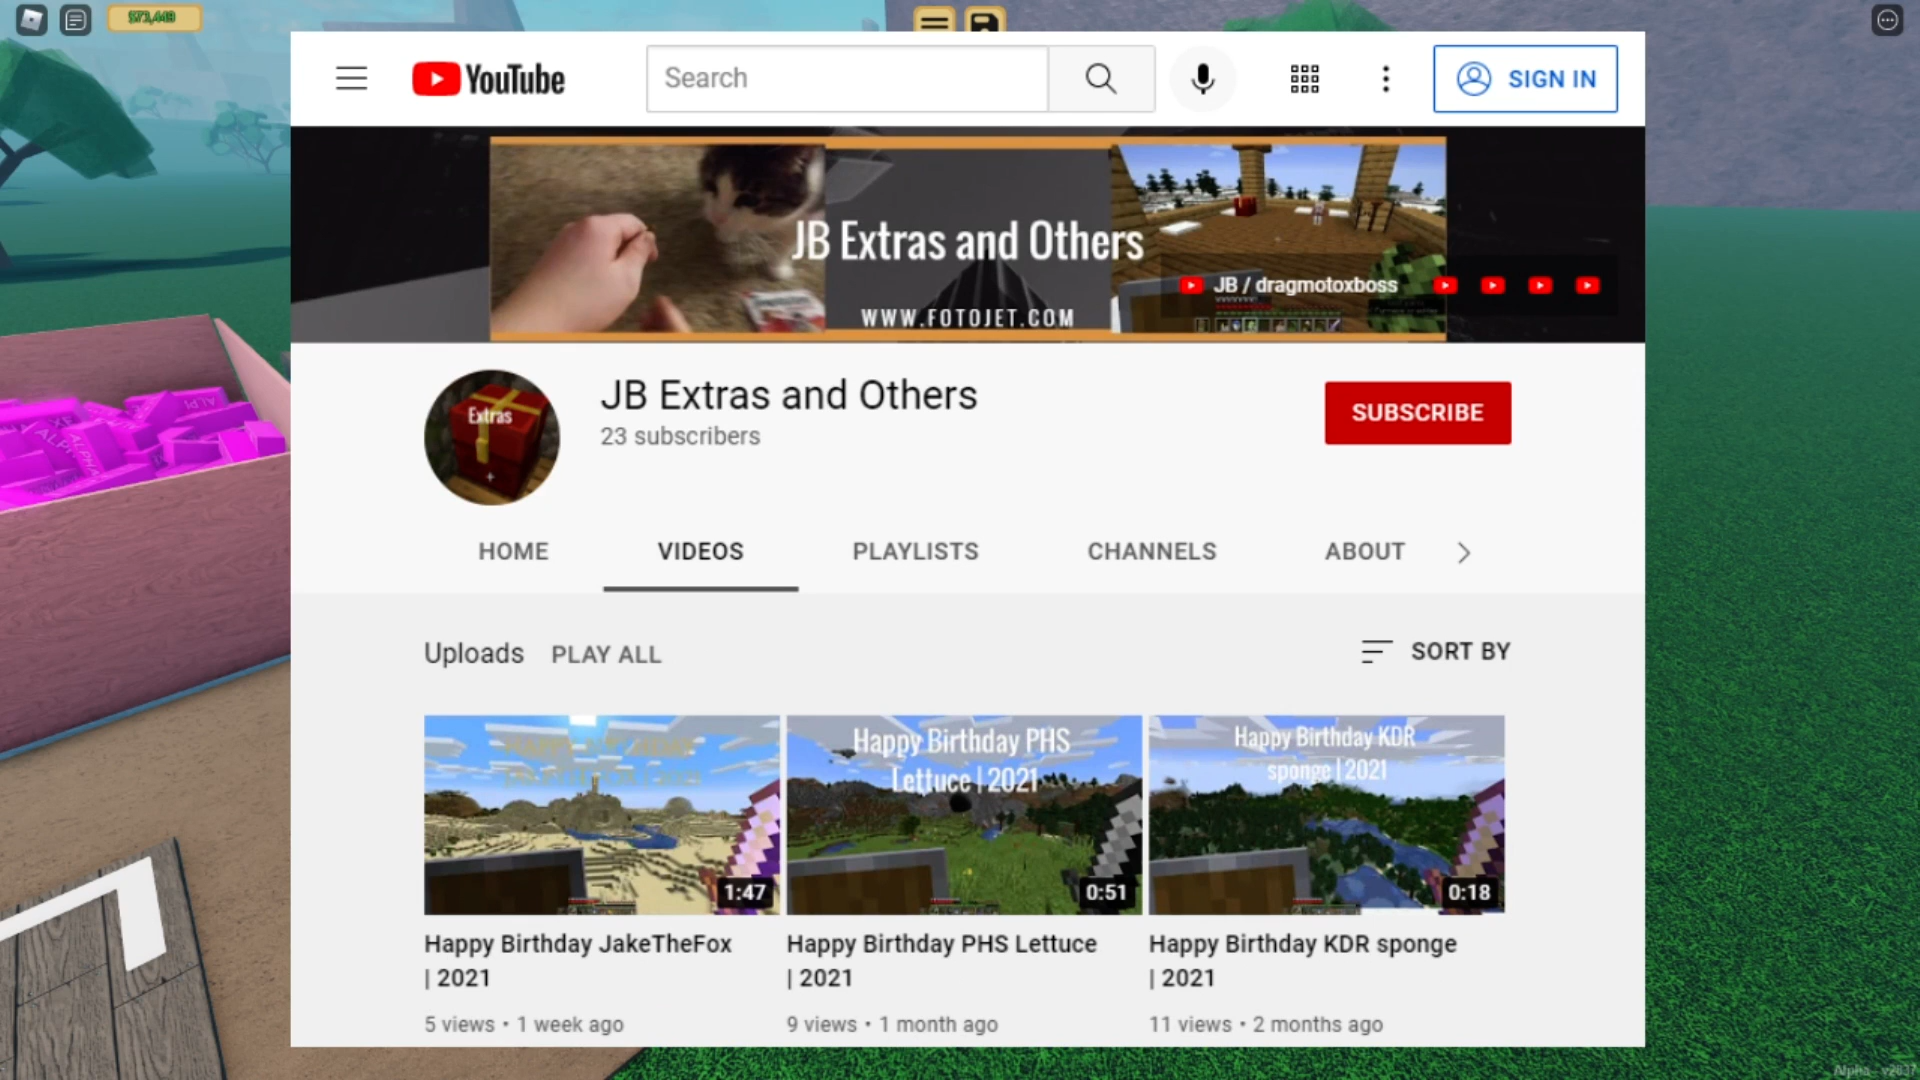 $73,449
YouTube
Search
SIGN IN
JB Extras and Others
WWW.FOTOJET.COM
JB / dragmotoxboss
Extras
JB Extras and Others
23 subscribers
SUBSCRIBE
HOME
VIDEOS
PLAYLISTS
CHANNELS
ABOUT
ALPHA
Uploads
PLAY ALL
SORT BY
Happy Birthday PHS
Lettuce | 2021
Happy Birthday KDR
sponge | 2021
1:47
0:51
0:18
Happy Birthday JakeTheFox
| 2021
Happy Birthday PHS Lettuce
| 2021
Happy Birthday KDR sponge
| 2021
5 views • 1 week ago
9 views • 1 month ago
11 views • 2 months ago